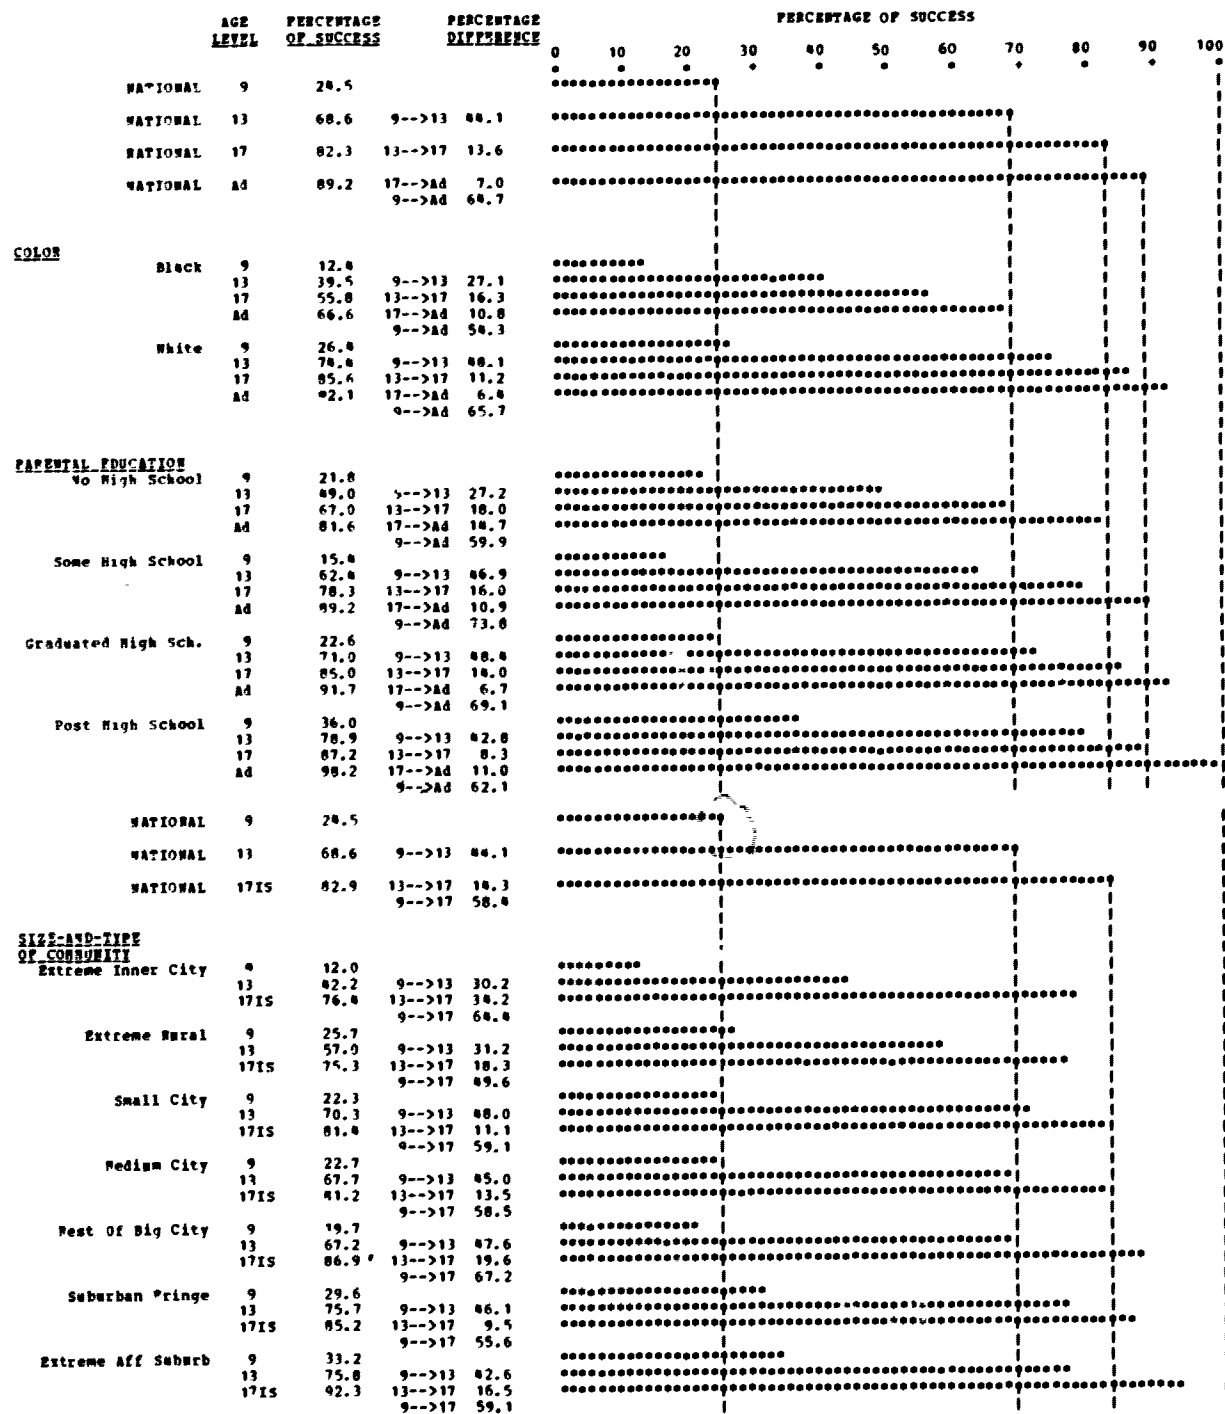 PERCENTAGE OF SUCCESS
AGE PERCENTAGE PERCENTAGE
LEVEL OF SUCCESS DIFFERENCE
0 10 20 30 40 50 60 70 80 90 100
NATIONAL 9 24.5
NATIONAL 13 68.6 9-->13 44.1
NATIONAL 17 82.3 13-->17 13.6
NATIONAL Ad 89.2 17-->Ad 7.0
9-->Ad 64.7
COLOR
Black 9 12.4
13 39.5 9-->13 27.1
17 55.8 13-->17 16.3
Ad 66.6 17-->Ad 10.8
9-->Ad 54.3
White 9 26.4
13 74.4 9-->13 48.1
17 85.6 13-->17 11.2
Ad 92.1 17-->Ad 6.4
9-->Ad 65.7
PARENTAL EDUCATION
No High School 9 21.8
13 49.0 9-->13 27.2
17 67.0 13-->17 18.0
Ad 81.6 17-->Ad 14.7
9-->Ad 59.9
Some High School 9 15.4
13 62.4 9-->13 46.9
17 78.3 13-->17 16.0
Ad 89.2 17-->Ad 10.9
9-->Ad 73.8
Graduated High Sch. 9 22.6
13 71.0 9-->13 48.4
17 85.0 13-->17 14.0
Ad 91.7 17-->Ad 6.7
9-->Ad 69.1
Post High School 9 36.0
13 78.9 9-->13 42.8
17 87.2 13-->17 8.3
Ad 98.2 17-->Ad 11.0
9-->Ad 62.1
NATIONAL 9 24.5
NATIONAL 13 68.6 9-->13 44.1
NATIONAL 17IS 82.9 13-->17 14.3
9-->17 58.4
SIZE-AND-TYPE
OF COMMUNITY
Extreme Inner City 9 12.0
13 42.2 9-->13 30.2
17IS 76.4 13-->17 34.2
9-->17 64.4
Extreme Rural 9 25.7
13 57.0 9-->13 31.2
17IS 75.3 13-->17 18.3
9-->17 49.6
Small City 9 22.3
13 70.3 9-->13 48.0
17IS 81.4 13-->17 11.1
9-->17 59.1
Medium City 9 22.7
13 67.7 9-->13 45.0
17IS 81.2 13-->17 13.5
9-->17 58.5
Rest Of Big City 9 19.7
13 67.2 9-->13 47.6
17IS 86.9 13-->17 19.6
9-->17 67.2
Suburban Fringe 9 29.6
13 75.7 9-->13 46.1
17IS 85.2 13-->17 9.5
9-->17 55.6
Extreme Aff Suburb 9 33.2
13 75.8 9-->13 42.6
17IS 92.3 13-->17 16.5
9-->17 59.1